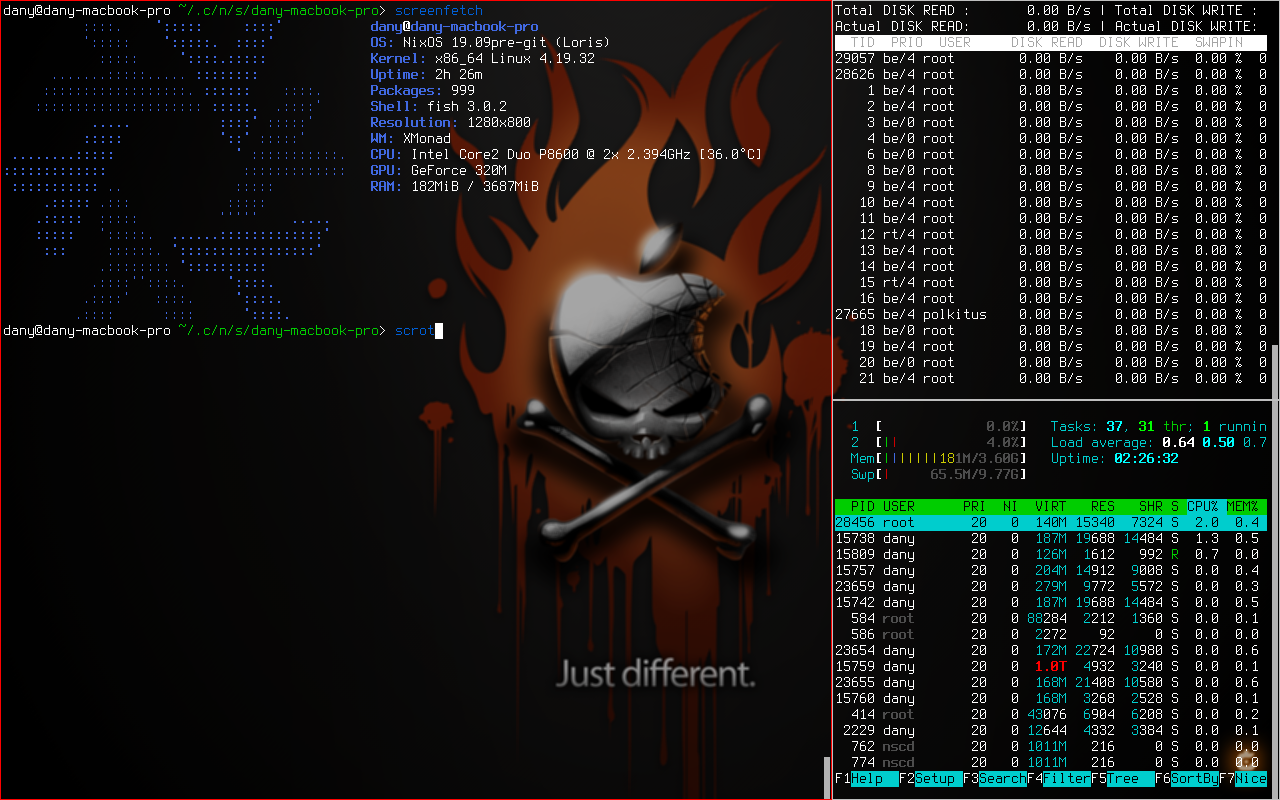 dany@dany-macbook-pro ~/.c/n/s/dany-macbook-pro> screenfetch
dany@dany-macbook-pro
OS: NixOS 19.09pre-git (Loris)
Kernel: x86_64 Linux 4.19.32
Uptime: 2h 26m
Packages: 999
Shell: fish 3.0.2
Resolution: 1280x800
WM: XMonad
CPU: Intel Core2 Duo P8600 @ 2x 2.394GHz [36.0°C]
GPU: GeForce 320M
RAM: 182MiB / 3687MiB
dany@dany-macbook-pro ~/.c/n/s/dany-macbook-pro> scrot
Just different.
Total DISK READ : 0.00 B/s | Total DISK WRITE :
Actual DISK READ: 0.00 B/s | Actual DISK WRITE:
TID PRIO USER DISK READ DISK WRITE SWAPIN
29057 be/4 root 0.00 B/s 0.00 B/s 0.00 % 0
28626 be/4 root 0.00 B/s 0.00 B/s 0.00 % 0
1 be/4 root 0.00 B/s 0.00 B/s 0.00 % 0
2 be/4 root 0.00 B/s 0.00 B/s 0.00 % 0
3 be/0 root 0.00 B/s 0.00 B/s 0.00 % 0
4 be/0 root 0.00 B/s 0.00 B/s 0.00 % 0
6 be/0 root 0.00 B/s 0.00 B/s 0.00 % 0
8 be/0 root 0.00 B/s 0.00 B/s 0.00 % 0
9 be/4 root 0.00 B/s 0.00 B/s 0.00 % 0
10 be/4 root 0.00 B/s 0.00 B/s 0.00 % 0
11 be/4 root 0.00 B/s 0.00 B/s 0.00 % 0
12 rt/4 root 0.00 B/s 0.00 B/s 0.00 % 0
13 be/4 root 0.00 B/s 0.00 B/s 0.00 % 0
14 be/4 root 0.00 B/s 0.00 B/s 0.00 % 0
15 rt/4 root 0.00 B/s 0.00 B/s 0.00 % 0
16 be/4 root 0.00 B/s 0.00 B/s 0.00 % 0
27665 be/4 polkitus 0.00 B/s 0.00 B/s 0.00 % 0
18 be/0 root 0.00 B/s 0.00 B/s 0.00 % 0
19 be/4 root 0.00 B/s 0.00 B/s 0.00 % 0
20 be/0 root 0.00 B/s 0.00 B/s 0.00 % 0
21 be/4 root 0.00 B/s 0.00 B/s 0.00 % 0
1 [ 0.0%] Tasks: 37, 31 thr; 1 runnin
2 [|| 4.0%] Load average: 0.64 0.50 0.7
Mem[|||||||181M/3.60G] Uptime: 02:26:32
Swp[| 65.5M/9.77G]
PID USER PRI NI VIRT RES SHR S CPU% MEM%
28456 root 20 0 140M 15340 7324 S 2.0 0.4
15738 dany 20 0 187M 19688 14484 S 1.3 0.5
15809 dany 20 0 126M 1612 992 R 0.7 0.0
15757 dany 20 0 204M 14912 9008 S 0.0 0.4
23659 dany 20 0 279M 9772 5572 S 0.0 0.3
15742 dany 20 0 187M 19688 14484 S 0.0 0.5
584 root 20 0 88284 2212 1360 S 0.0 0.1
586 root 20 0 2272 92 0 S 0.0 0.0
23654 dany 20 0 172M 22724 10980 S 0.0 0.6
15759 dany 20 0 1.0T 4932 3240 S 0.0 0.1
23655 dany 20 0 168M 21408 10580 S 0.0 0.6
15760 dany 20 0 168M 3268 2528 S 0.0 0.1
414 root 20 0 43076 6904 6208 S 0.0 0.2
2229 dany 20 0 12644 4332 3384 S 0.0 0.1
762 nscd 20 0 1011M 216 0 S 0.0 0.0
774 nscd 20 0 1011M 216 0 S 0.0 0.0
F1Help F2Setup F3SearchF4FilterF5Tree F6SortByF7Nice